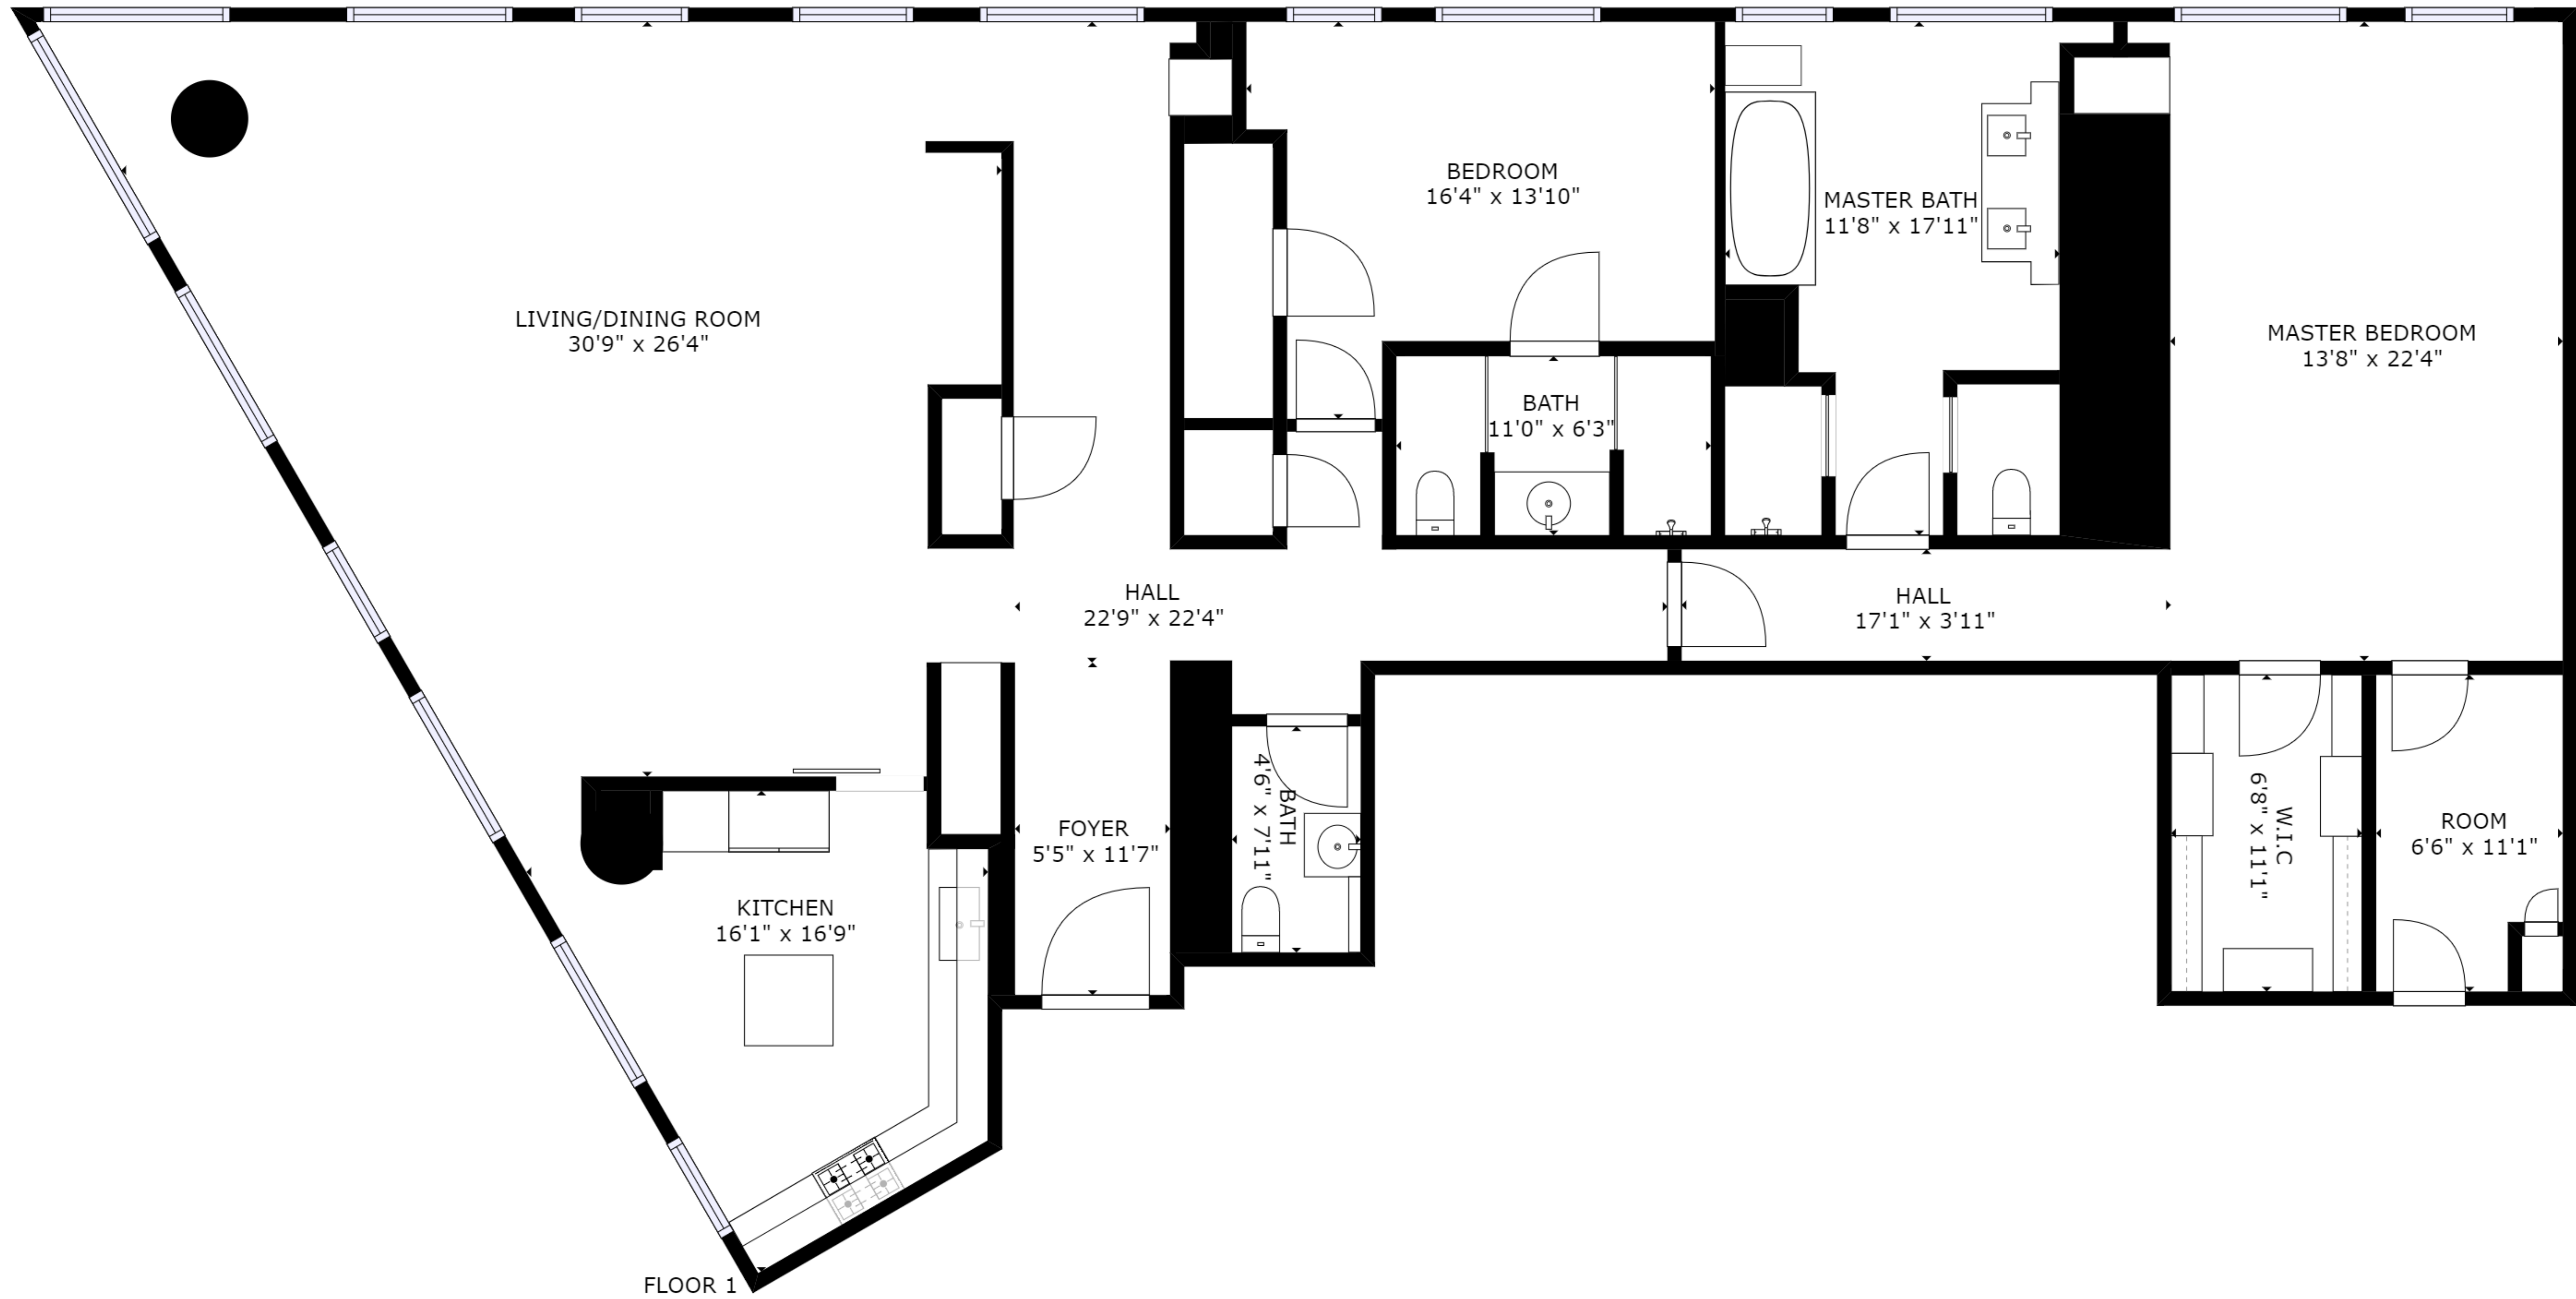 BEDROOM
16'4" x 13'10"
MASTER BATH
11'8" x 17'11"
LIVING/DINING ROOM
30'9" x 26'4"
MASTER BEDROOM
13'8" x 22'4"
BATH
11'0" x 6'3"
HALL
22'9" x 22'4"
HALL
17'1" x 3'11"
FOYER
5'5" x 11'7"
BATH
4'6" x 7'11"
W.I.C
6'8" x 11'1"
ROOM
6'6" x 11'1"
KITCHEN
16'1" x 16'9"
FLOOR 1